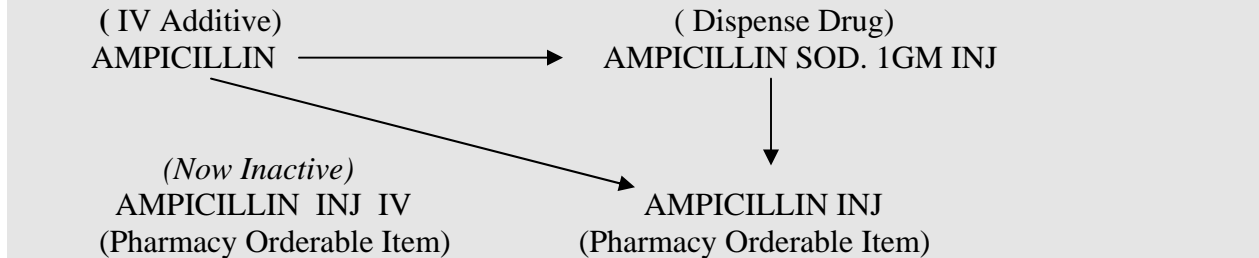 ( IV Additive) ( Dispense Drug)
AMPICILLIN AMPICILLIN SOD. 1GM INJ
(Now Inactive)
AMPICILLIN INJ IV AMPICILLIN INJ
(Pharmacy Orderable Item) (Pharmacy Orderable Item)